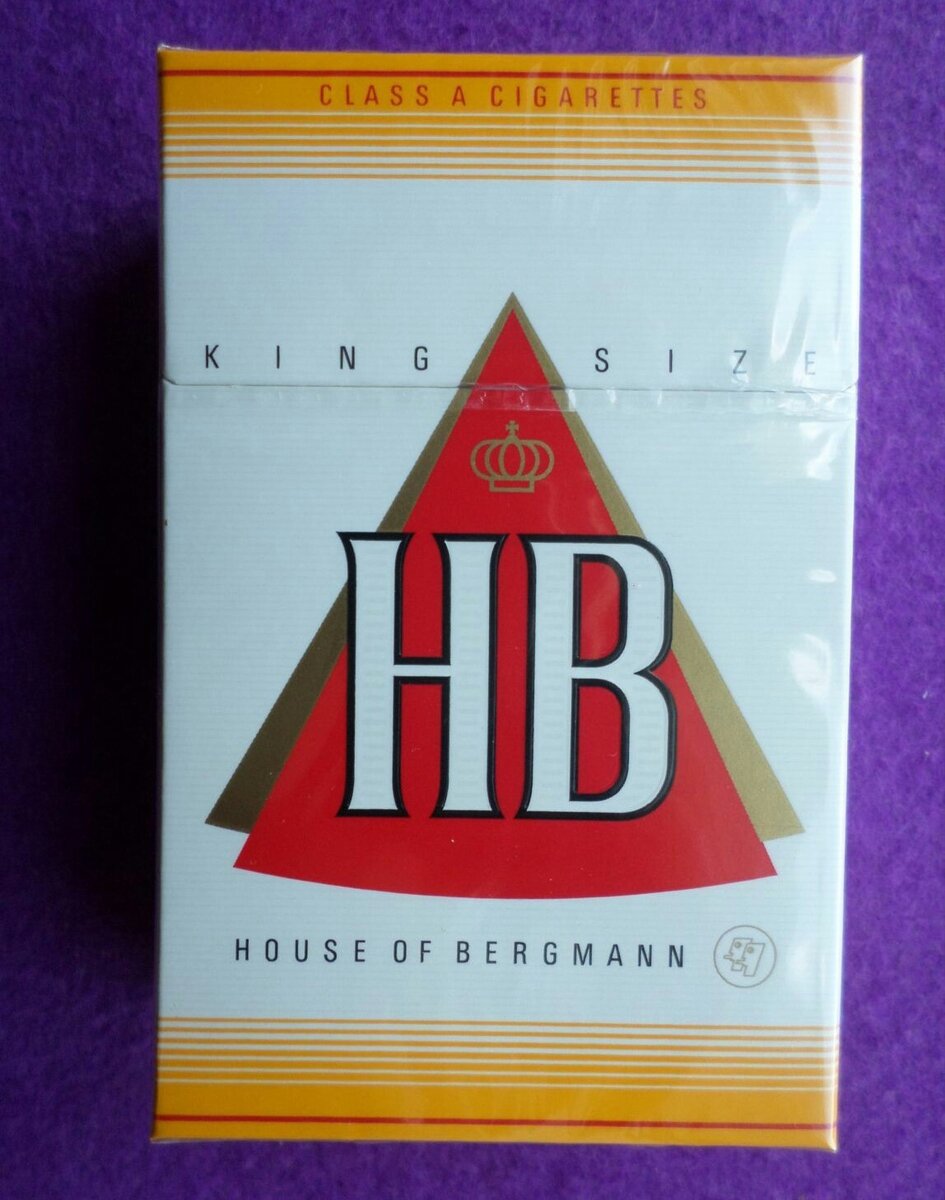 CLASS A CIGARETTES
KING SIZE
HB
HOUSE OF BERGMANN